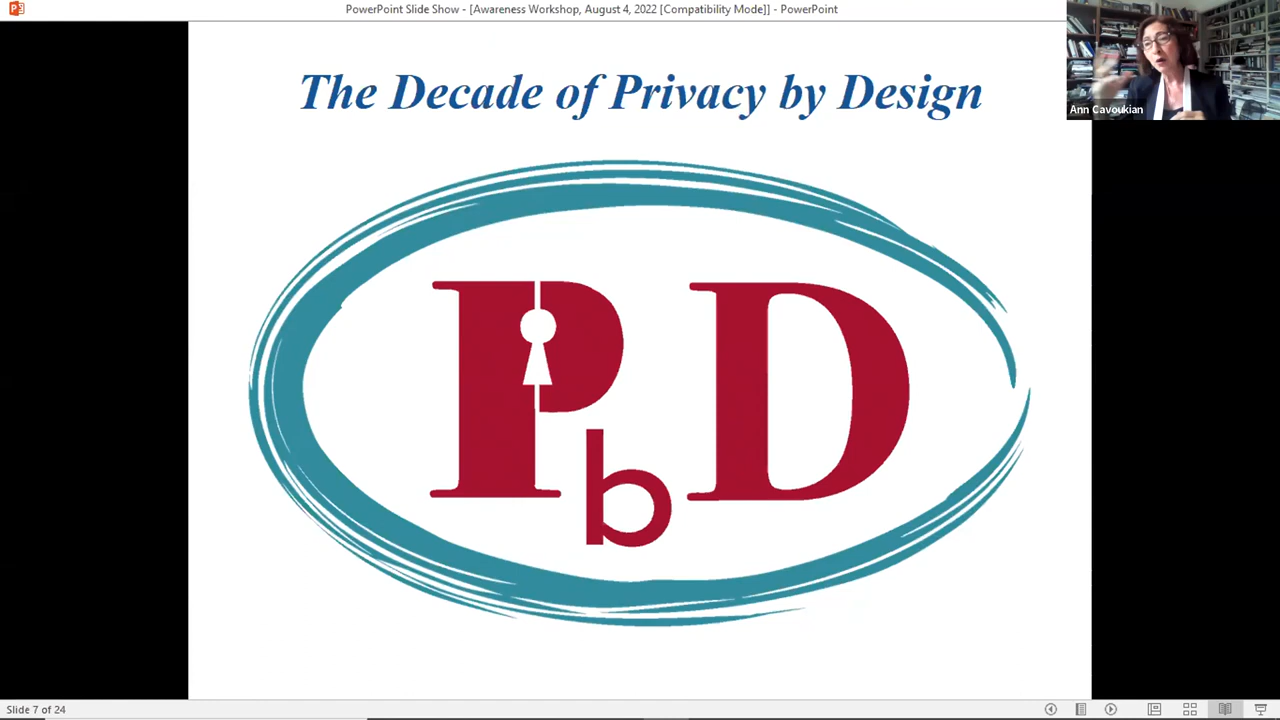 PowerPoint Slide Show - [Awareness Workshop, August 4, 2022 [Compatibility Mode]] - PowerPoint
Ann Cavoukian
The Decade of Privacy by Design
PbD
Slide 7 of 24